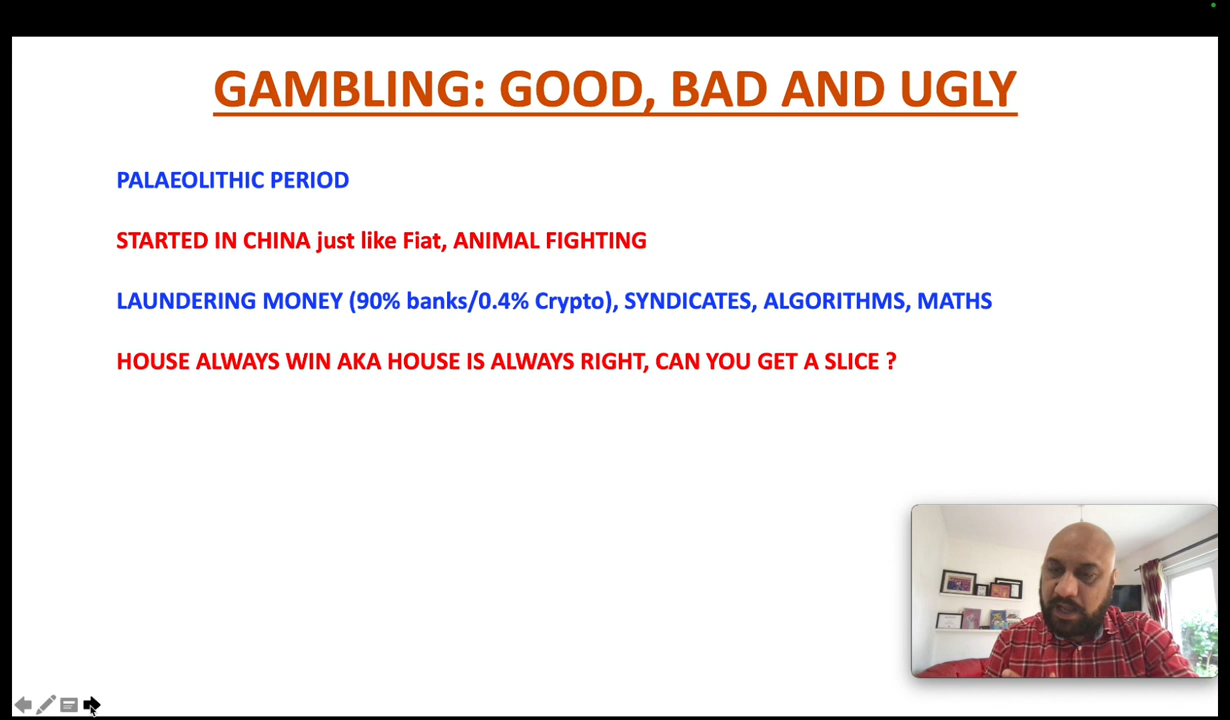 GAMBLING: GOOD, BAD AND UGLY
PALAEOLITHIC PERIOD
STARTED IN CHINA just like Fiat, ANIMAL FIGHTING
LAUNDERING MONEY (90% banks/0.4% Crypto), SYNDICATES, ALGORITHMS, MATHS
HOUSE ALWAYS WIN AKA HOUSE IS ALWAYS RIGHT, CAN YOU GET A SLICE ?